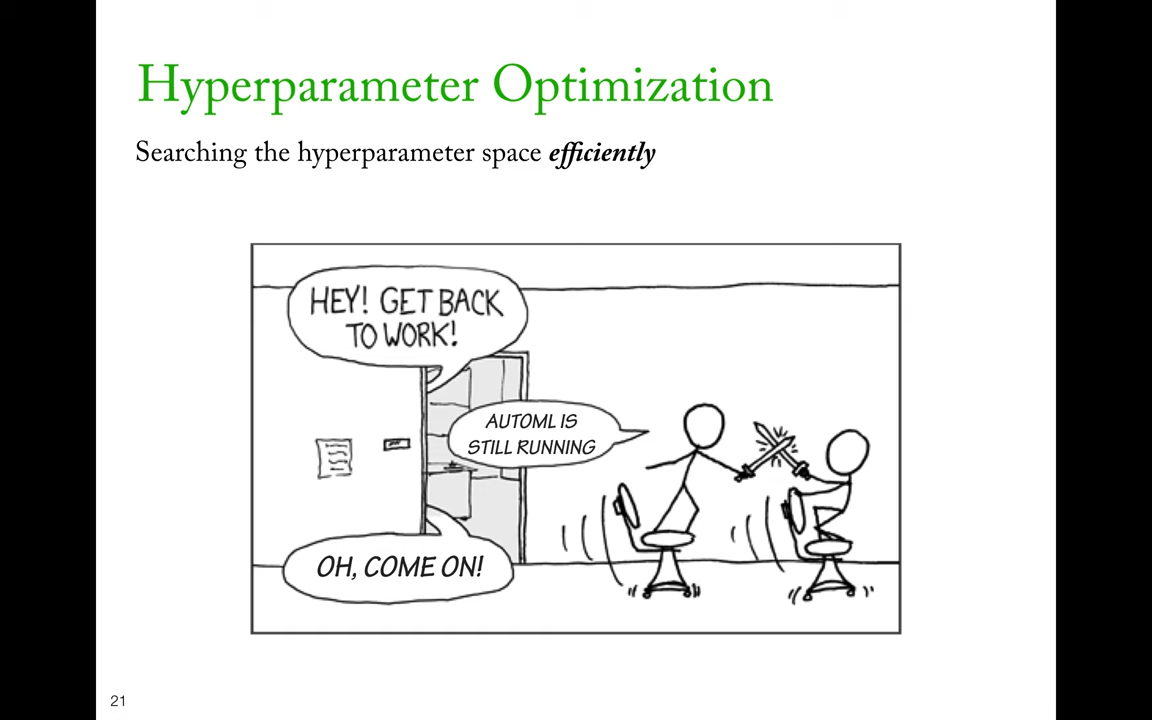 Hyperparameter Optimization
Searching the hyperparameter space efficiently
HEY! GET BACK
TO WORK!
AUTOML IS
STILL RUNNING
OH, COME ON!
21